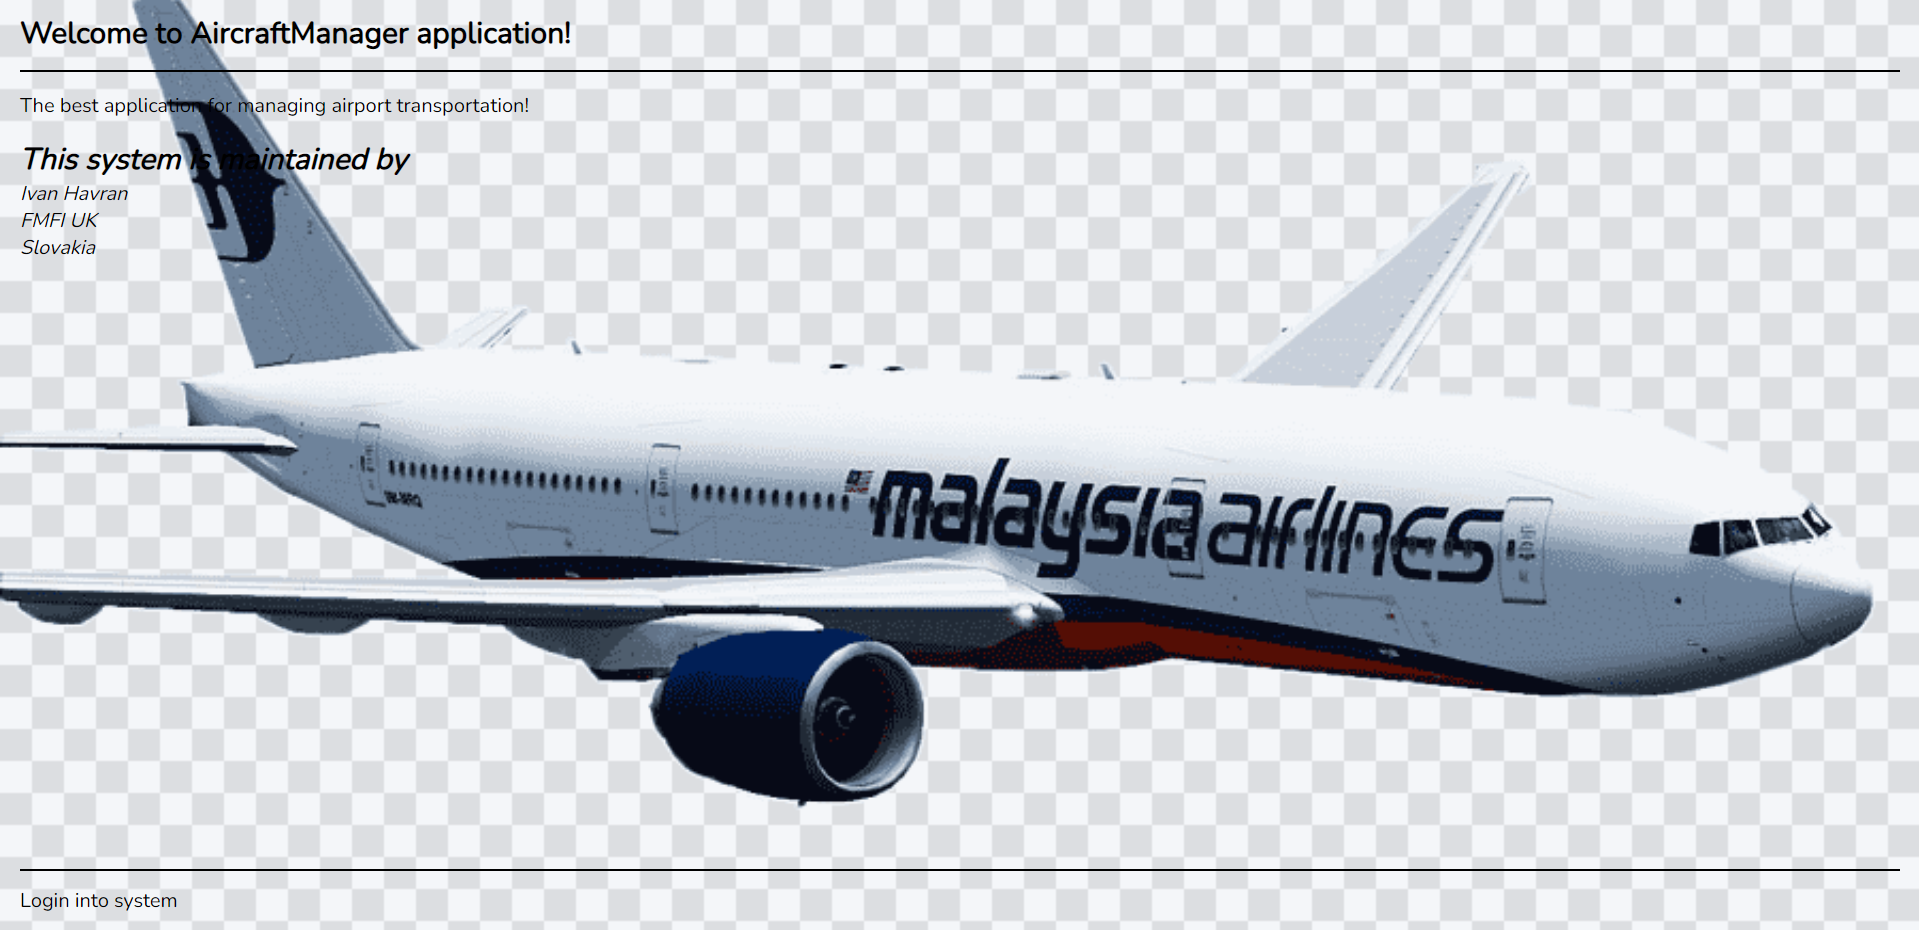 Welcome to AircraftManager application!
The best application for managing airport transportation!
This system is maintained by
Ivan Havran
FMFI UK
Slovakia
malaysia airlines
Login into system